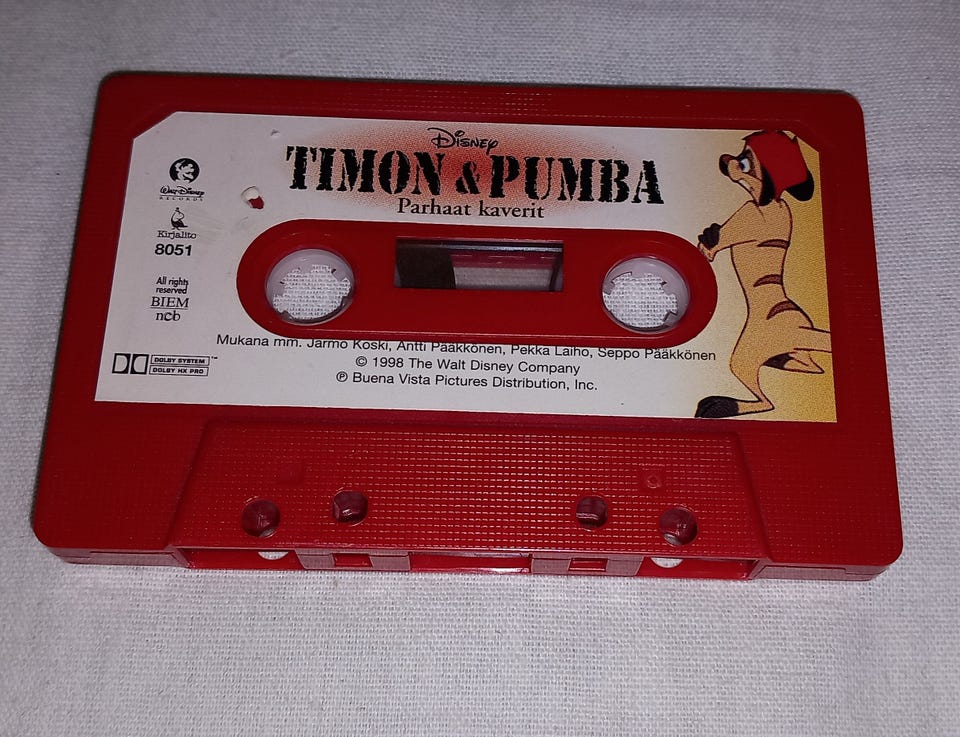 Disney
TIMON & PUMBA
Parhaat kaverit
Walt Disney
RECORDS
Kirjalito
8051
All rights
reserved
BIEM
ncb
DOLBY SYSTEM™
DOLBY HX PRO
Mukana mm. Jarmo Koski, Antti Pääkkönen, Pekka Laiho, Seppo Pääkkönen
© 1998 The Walt Disney Company
℗ Buena Vista Pictures Distribution, Inc.